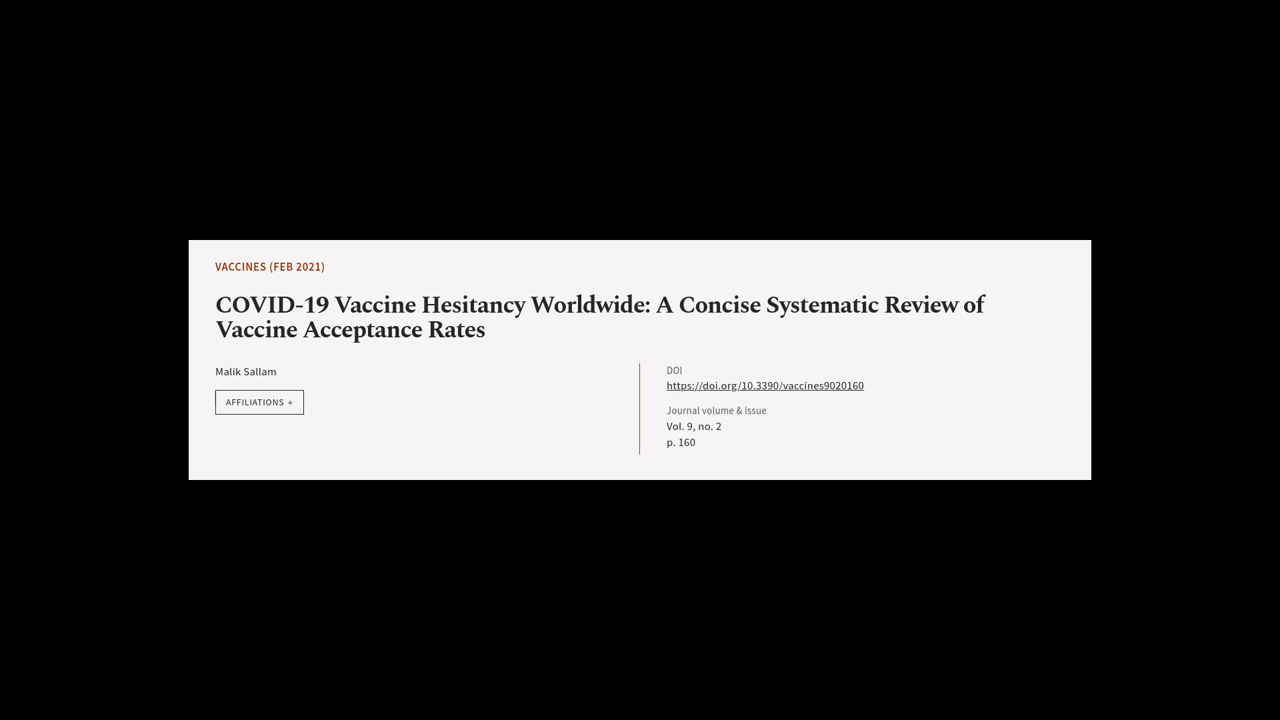 VACCINES (FEB 2021)
COVID-19 Vaccine Hesitancy Worldwide: A Concise Systematic Review of
Vaccine Acceptance Rates
Malik Sallam
AFFILIATIONS +
DOI
https://doi.org/10.3390/vaccines9020160
Journal volume & issue
Vol. 9, no. 2
p. 160